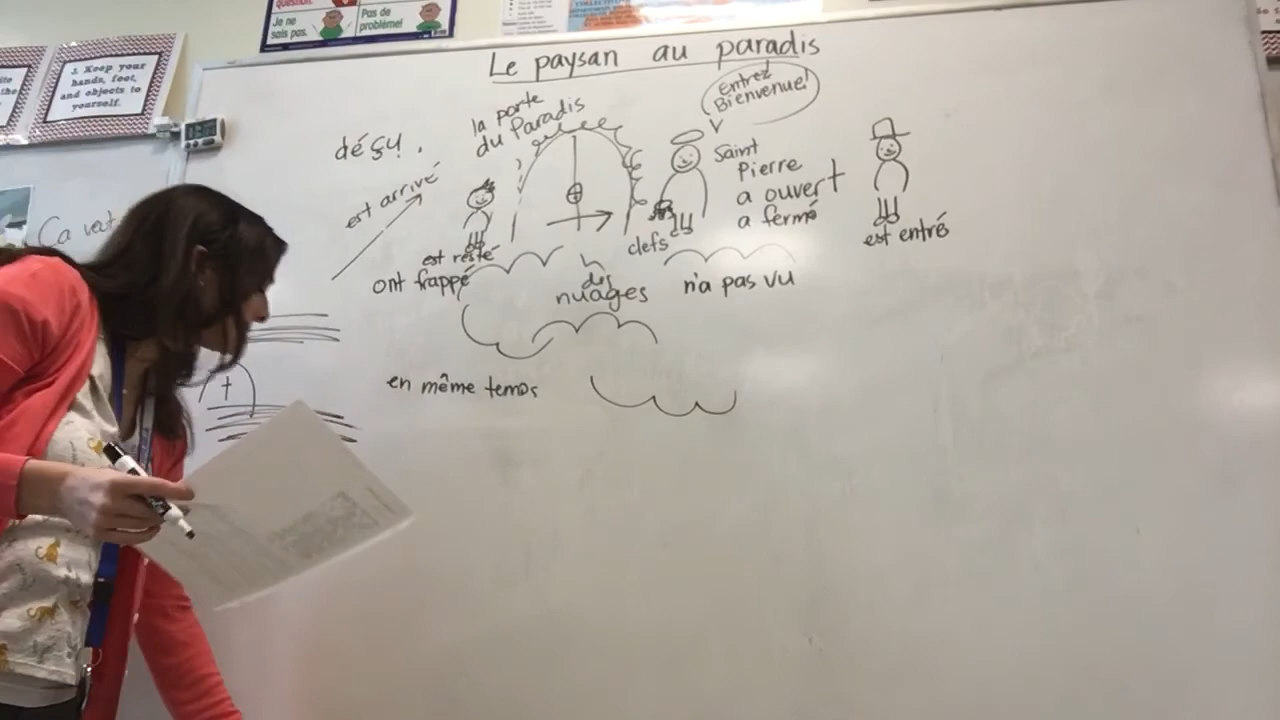 question.
Je ne
sais pas.
Pas de
problème!
3. Keep your
hands, feet,
and objects to
yourself.
Le paysan au paradis
Entrez
Bienvenue!
la porte
du Paradis
déçu.
est arrivé
Saint
Pierre
a ouvert
a fermé
clefs
est entré
est resté
ont frappé
des
nuages
n'a pas vu
Ça veut
en même temps